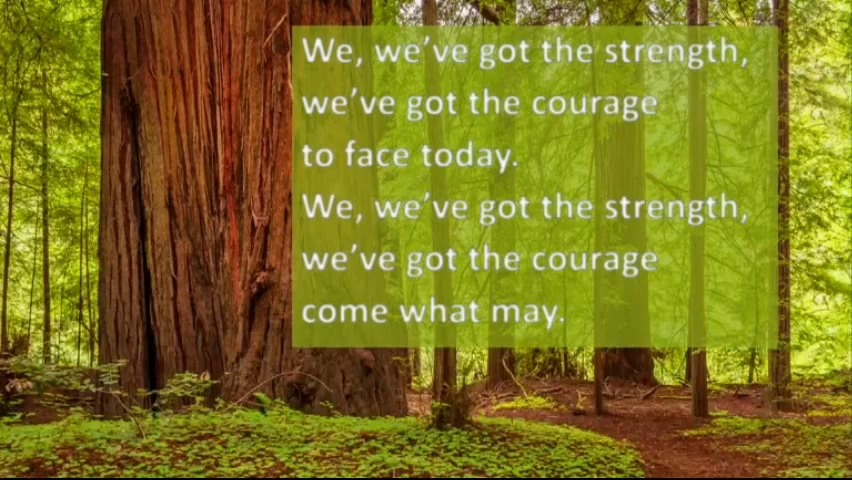 We, we’ve got the strength,
we’ve got the courage
to face today.
We, we’ve got the strength,
we’ve got the courage
come what may.